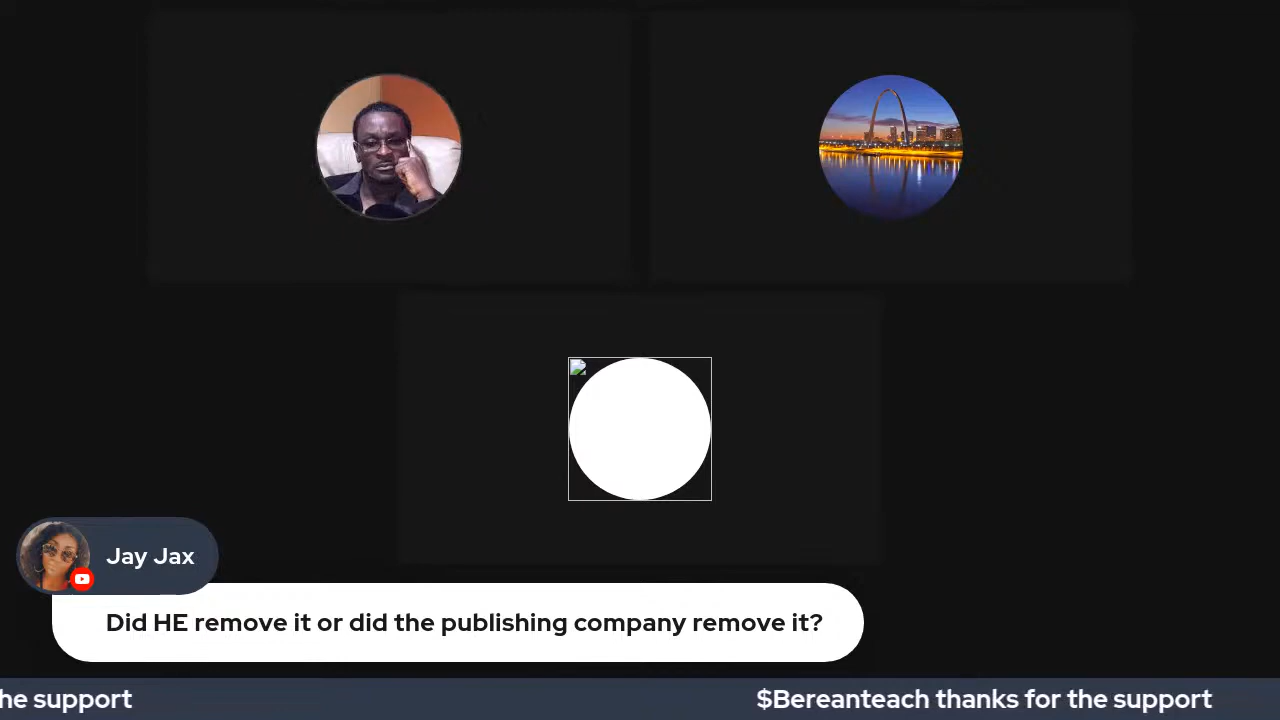 Jay Jax
Did HE remove it or did the publishing company remove it?
he support $Bereanteach thanks for the support